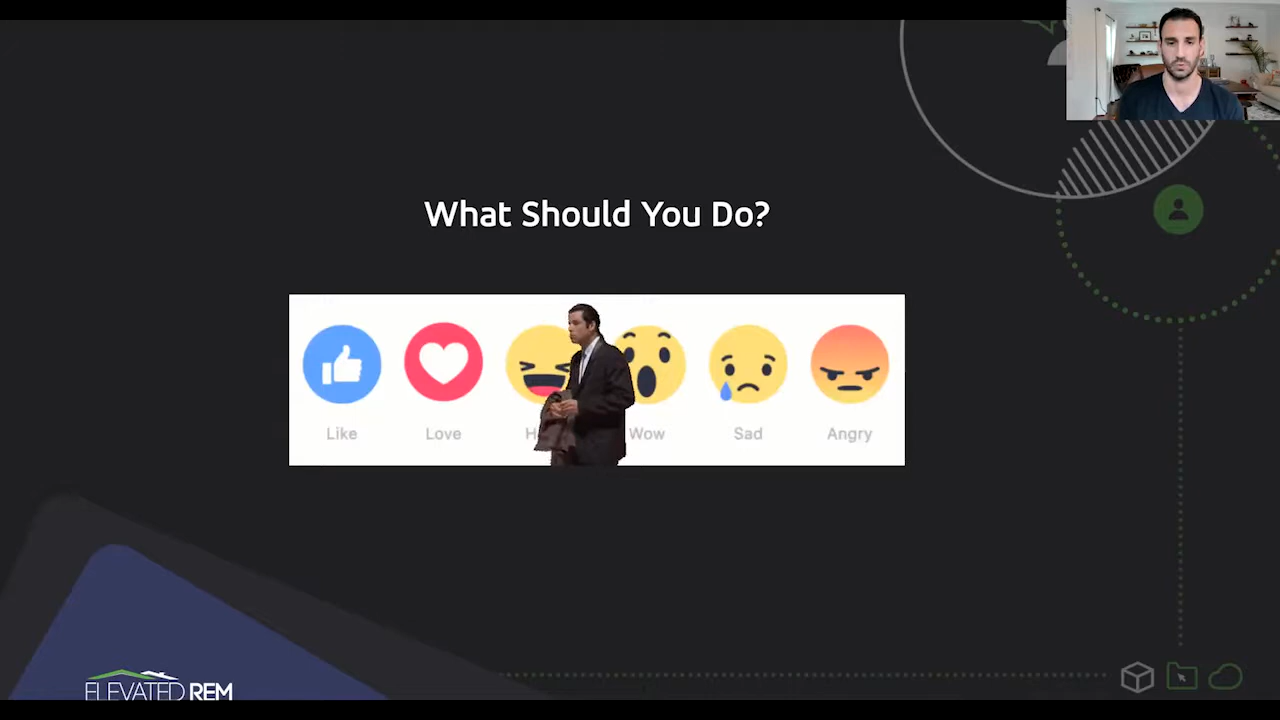 What Should You Do?
Like
Love
H
Wow
Sad
Angry
ELEVATED REM